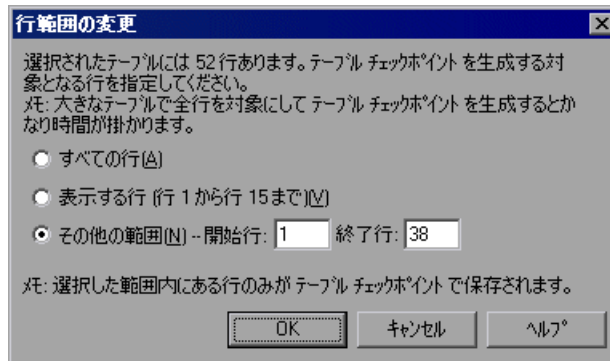 行範囲の変更
選択されたテーブルには 52 行あります。テーブル チェックポイント を生成する対
象となる行を指定してください。
メモ: 大きなテーブルで全行を対象にして テーブル チェックポイント を生成するとか
なり時間が掛かります。
すべての行(A)
表示する行 (行 1 から行 15まで)(V)
その他の範囲(N) -- 開始行: 1 終了行: 38
メモ: 選択した範囲内にある行のみが テーブル チェックポイント で保存されます。
OK キャンセル ヘルプ